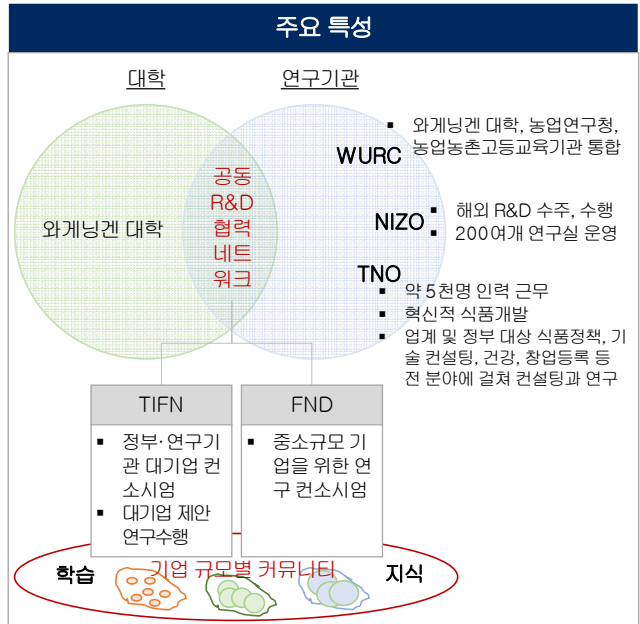 주요 특성
대학
연구기관
와게닝겐 대학
공동
R&D
협력
네트
워크
WURC
▪ 와게닝겐 대학, 농업연구청,
농업농촌고등교육기관 통합
NIZO
▪ 해외 R&D 수주, 수행
▪ 200여개 연구실 운영
TNO
▪ 약 5천명 인력 근무
▪ 혁신적 식품개발
▪ 업계 및 정부 대상 식품정책, 기
술 컨설팅, 건강, 창업등록 등
전 분야에 걸쳐 컨설팅과 연구
TIFN
▪ 정부·연구기
관 대기업 컨
소시엄
▪ 대기업 제안
연구수행
FND
▪ 중소규모 기
업을 위한 연
구 컨소시엄
기업 규모별 커뮤니티
학습
지식